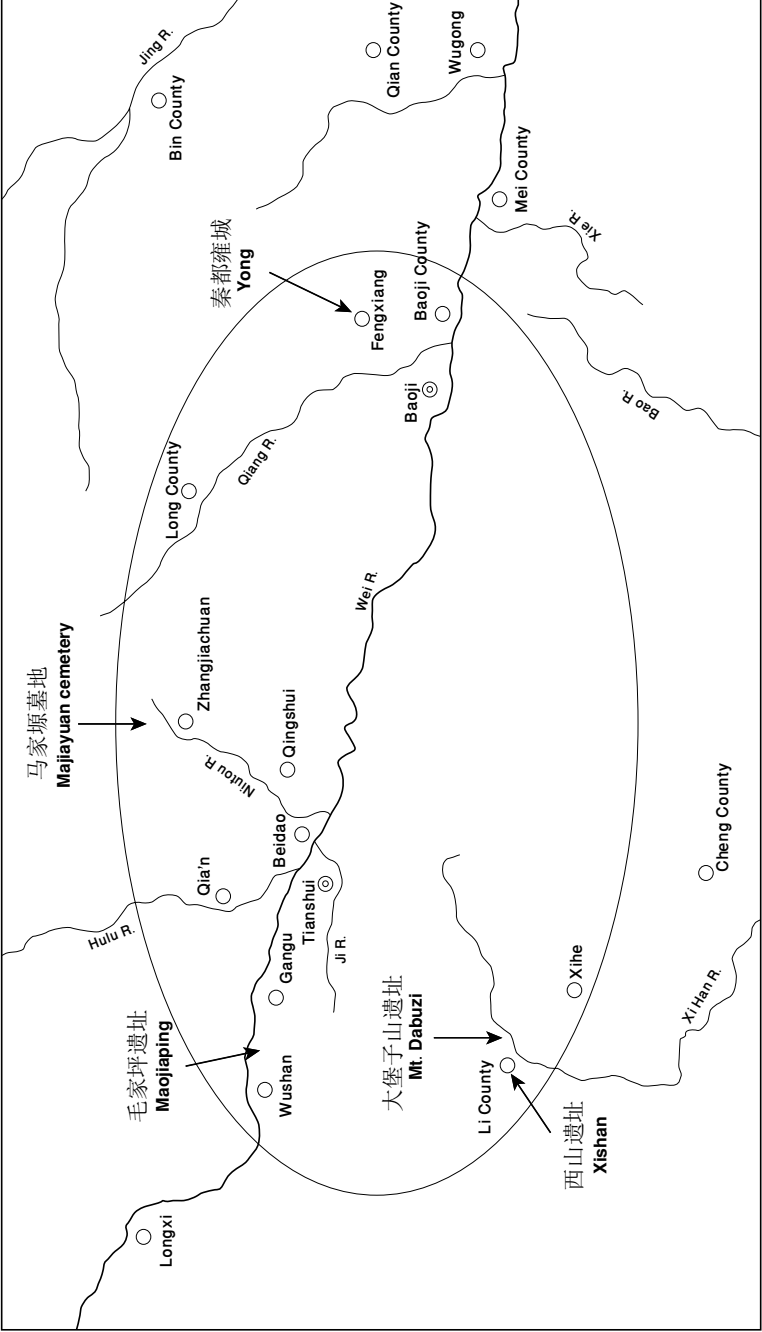 马家塬墓地
Majiayuan cemetery
Hulu R.
毛家坪遗址
Maojiaping
Jing R.
Longxi
Long County
Bin County
Qia'n
Zhangjiachuan
秦都雍城
Yong
Niutou R.
Qiang R.
Beidao
Wushan
Gangu
Qingshui
Tianshui
Ji R.
Wei R.
Fengxiang
Qian County
大堡子山遗址
Mt. Dabuzi
Baoji
Baoji County
Wugong
Li County
Mei County
西山遗址
Xishan
Xihe
Xie R.
Bao R.
Xi Han R.
Cheng County